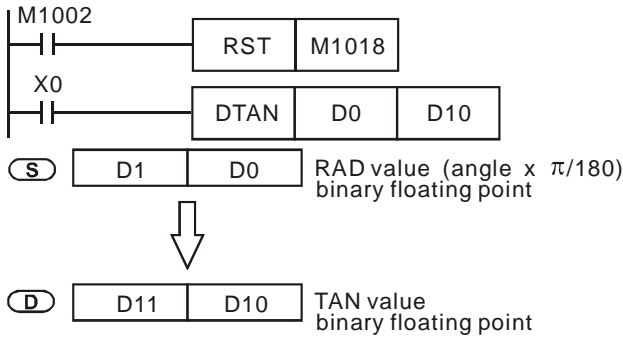 M1002
RST M1018
X0
DTAN D0 D10
S D1 D0 RAD value (angle x π/180)
binary floating point
D D11 D10 TAN value
binary floating point